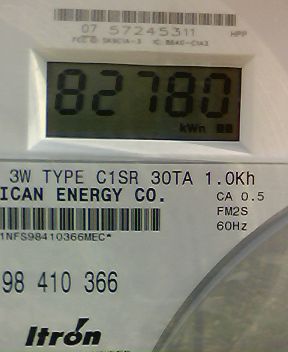 07 57245311
HPP
82780
kWh
3W TYPE C1SR 30TA 1.0Kh
ICAN ENERGY CO.
CA 0.5
FM2S
60Hz
1NFS98410366MEC*
98 410 366
Itron